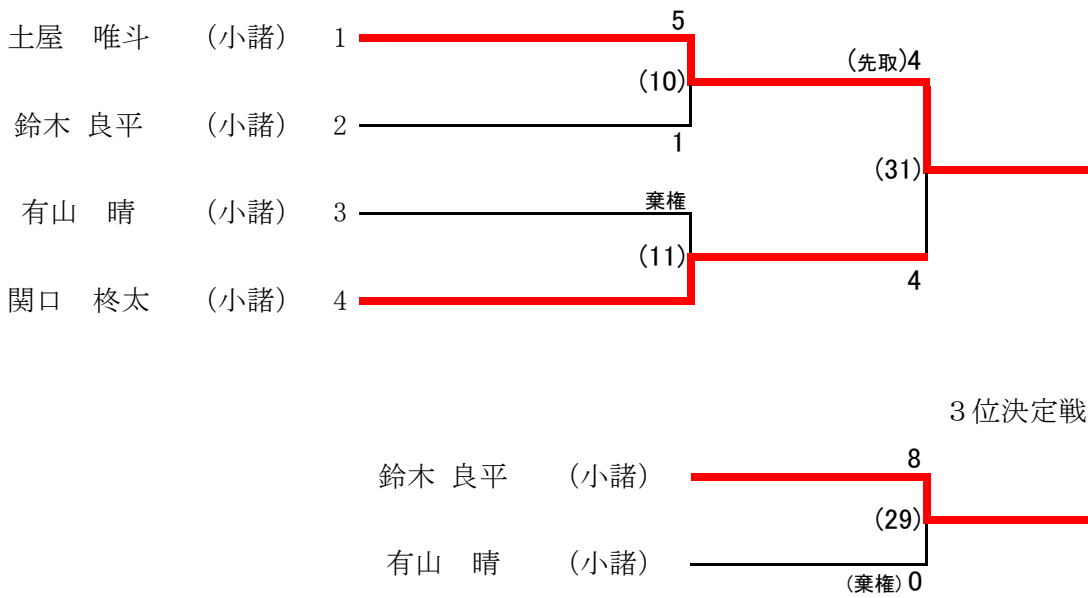 5
土屋　唯斗　（小諸）　1
(先取)4
(10)
鈴木 良平　（小諸）　2
1
(31)
棄権
有山　晴　（小諸）　3
(11)
4
関口　柊太　（小諸）　4
３位決定戦
8
鈴木 良平　（小諸）
(29)
有山　晴　（小諸）
(棄権) 0